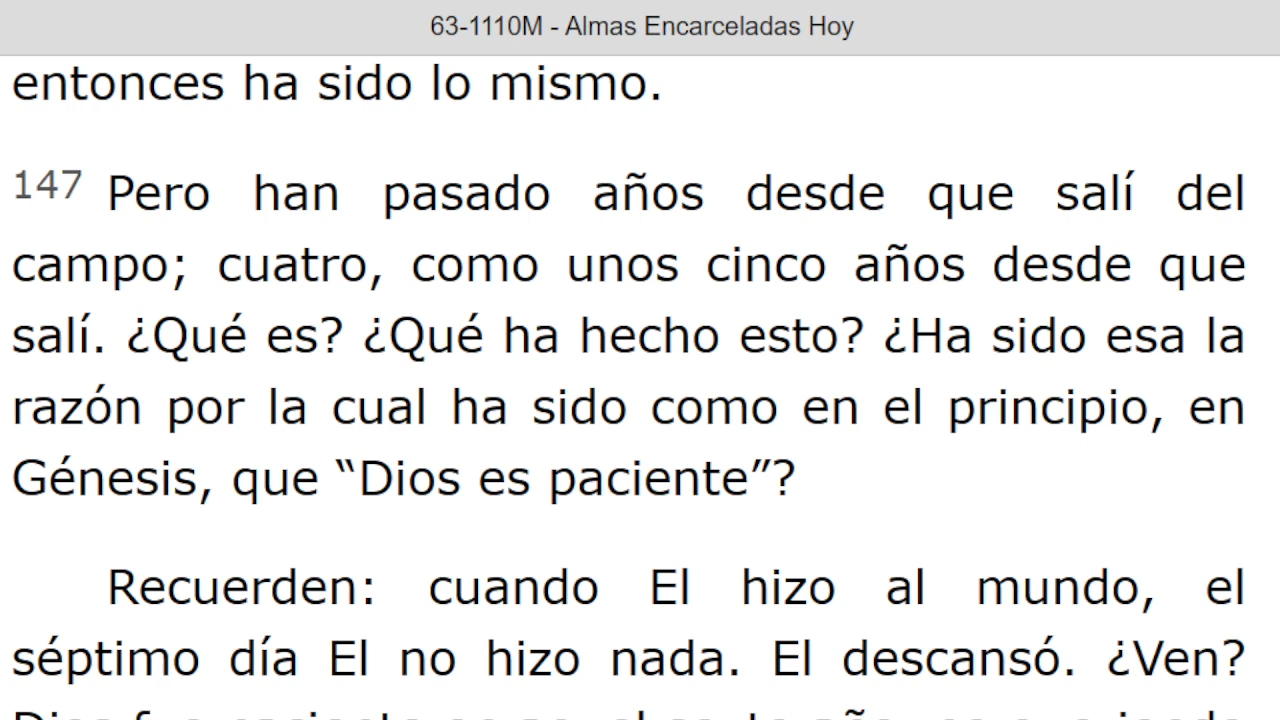 63-1110M - Almas Encarceladas Hoy
entonces ha sido lo mismo.
147 Pero han pasado años desde que salí del
campo; cuatro, como unos cinco años desde que
salí. ¿Qué es? ¿Qué ha hecho esto? ¿Ha sido esa la
razón por la cual ha sido como en el principio, en
Génesis, que “Dios es paciente”?
Recuerden: cuando El hizo al mundo, el
séptimo día El no hizo nada. El descansó. ¿Ven?